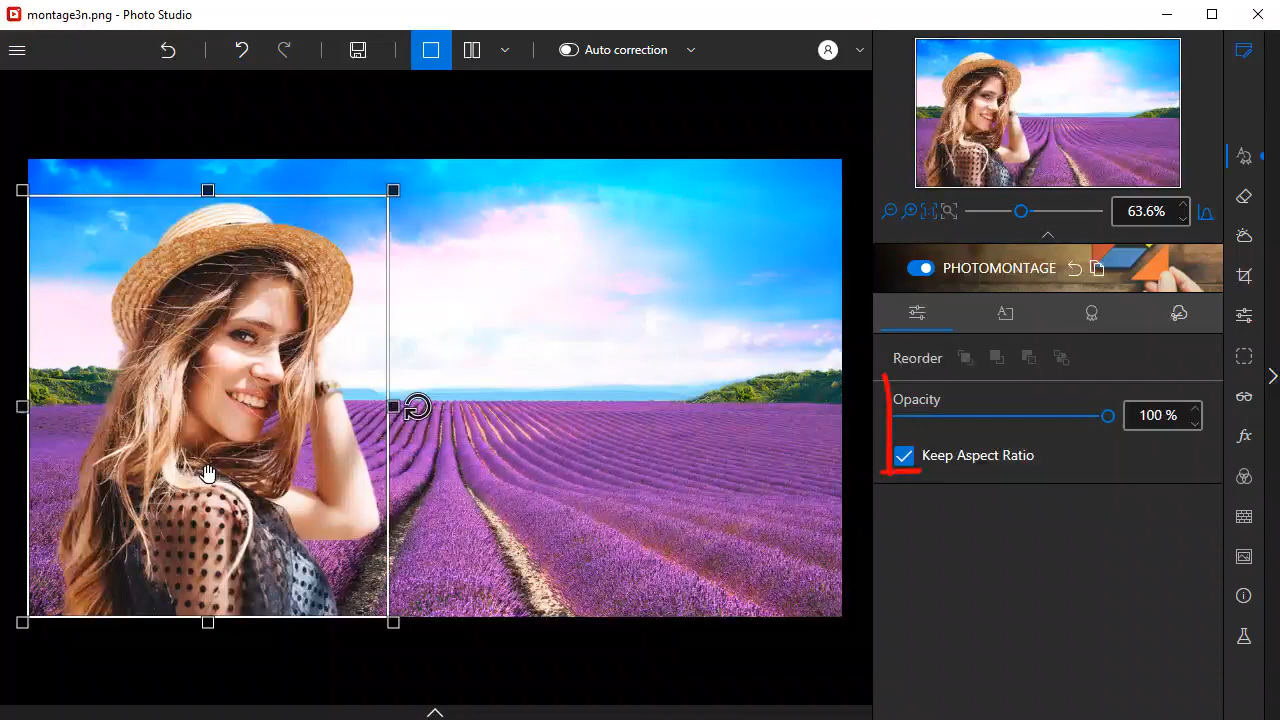 montage3n.png - Photo Studio
Auto correction
63.6%
PHOTOMONTAGE
Reorder
Opacity
100 %
Keep Aspect Ratio